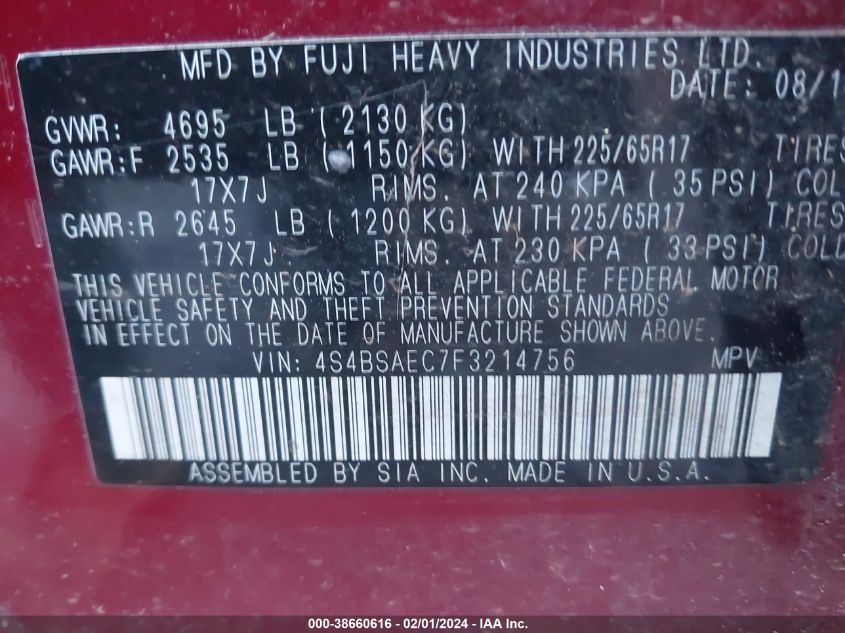 MFD BY FUJI HEAVY INDUSTRIES LTD.
DATE: 08/1
GVWR: 4695 LB ( 2130 KG)
GAWR:F 2535 LB ( 1150 KG) WITH 225/65R17 TIRES
17X7J RIMS. AT 240 KPA ( 35 PSI) COLD
GAWR:R 2645 LB ( 1200 KG) WITH 225/65R17 TIRES
17X7J RIMS. AT 230 KPA ( 33 PSI) COLD
THIS VEHICLE CONFORMS TO ALL APPLICABLE FEDERAL MOTOR
VEHICLE SAFETY AND THEFT PREVENTION STANDARDS
IN EFFECT ON THE DATE OF MANUFACTURE SHOWN ABOVE.
VIN: 4S4BSAEC7F3214756 MPV
ASSEMBLED BY SIA INC. MADE IN U.S.A.
000-38660616 - 02/01/2024 - IAA Inc.